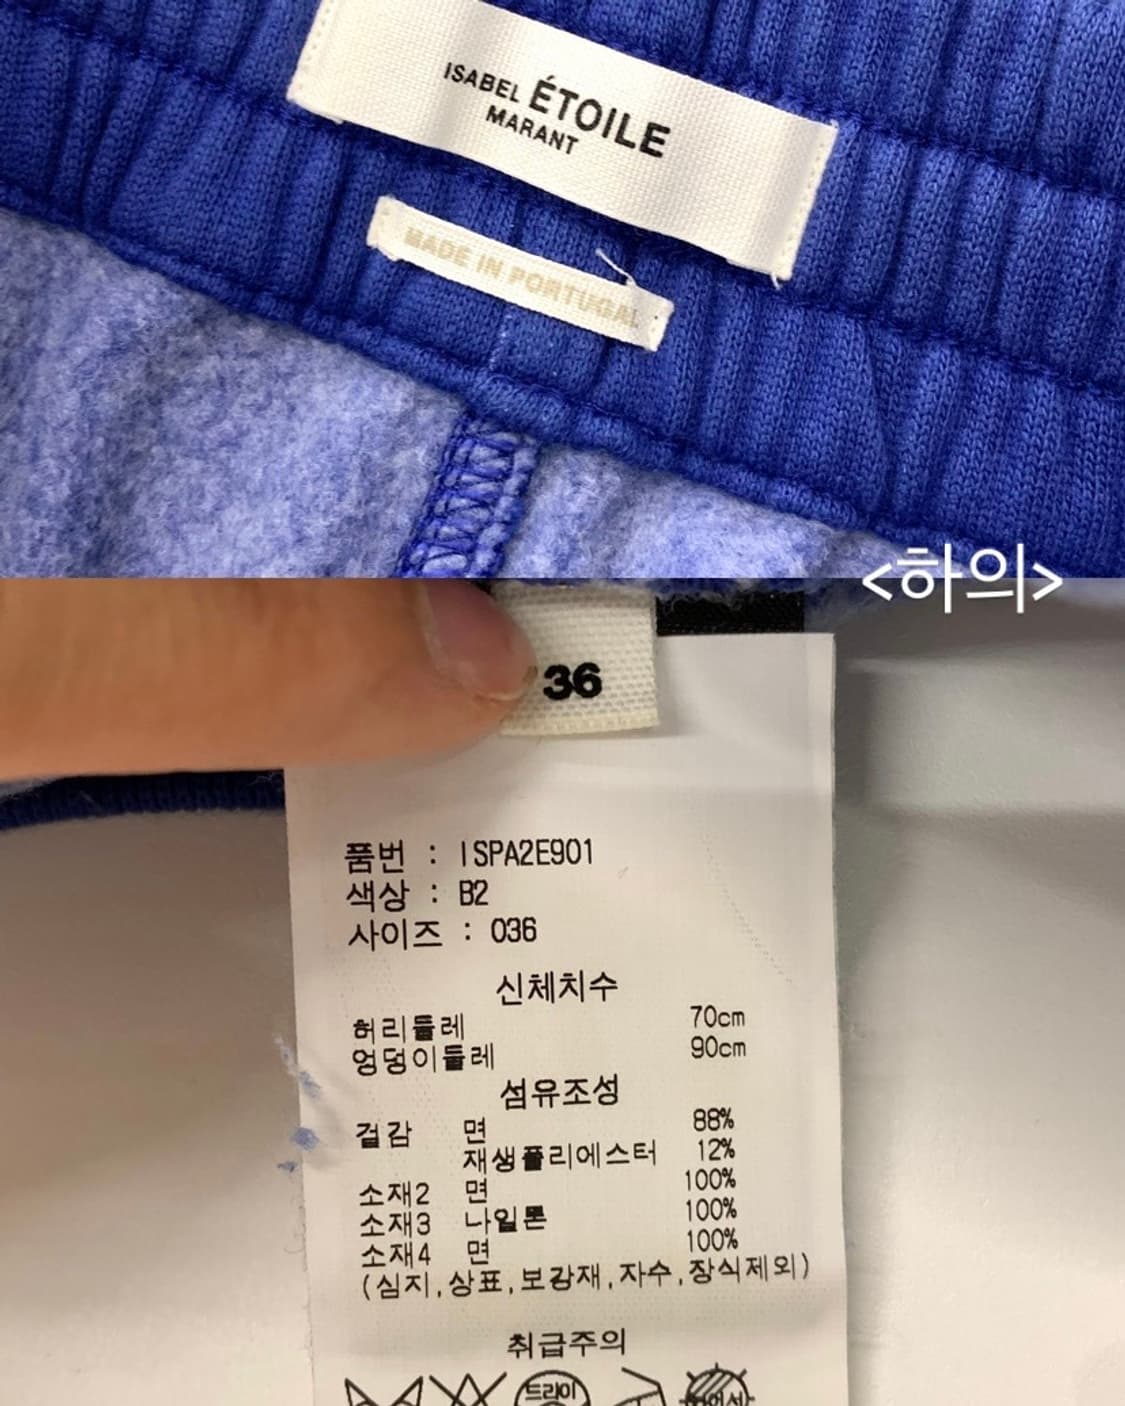 ISABEL ÉTOILE
MARANT
MADE IN PORTUGAL
<하의>
36
품번 : ISPA2E901
색상 : B2
사이즈 : 036
신체치수
허리둘레 70cm
엉덩이둘레 90cm
섬유조성
겉감 면 88%
재생폴리에스터 12%
소재2 면 100%
소재3 나일론 100%
소재4 면 100%
(심지,상표,보강재,자수,장식제외)
취급주의
드라이